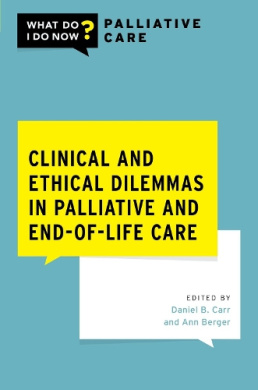 WHAT DO
I DO NOW
?
PALLIATIVE
CARE
CLINICAL AND
ETHICAL DILEMMAS
IN PALLIATIVE AND
END-OF-LIFE CARE
EDITED BY
Daniel B. Carr
and Ann Berger